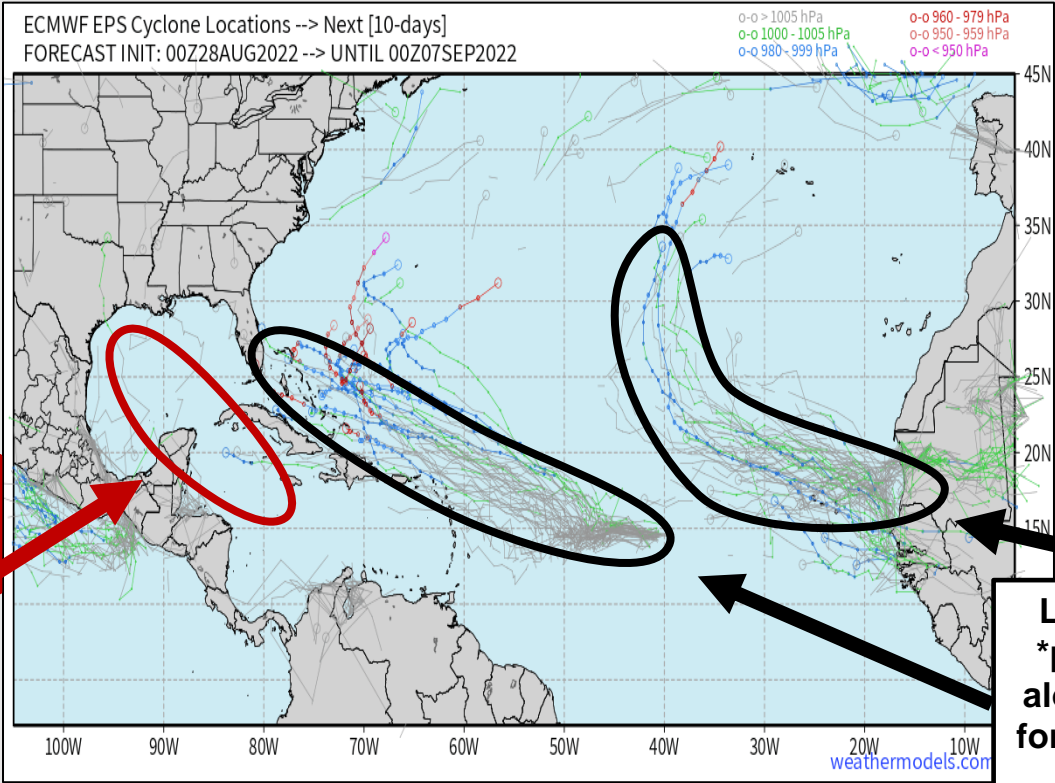 ECMWF EPS Cyclone Locations --> Next [10-days]
FORECAST INIT: 00Z28AUG2022 --> UNTIL 00Z07SEP2022
o-o > 1005 hPa
o-o 1000 - 1005 hPa
o-o 980 - 999 hPa
o-o 960 - 979 hPa
o-o 950 - 959 hPa
o-o < 950 hPa
45N
40N
35N
30N
25N
20N
15N
100W 90W 80W 70W 60W 50W 40W 30W 20W 10W
weathermodels.com
L
for